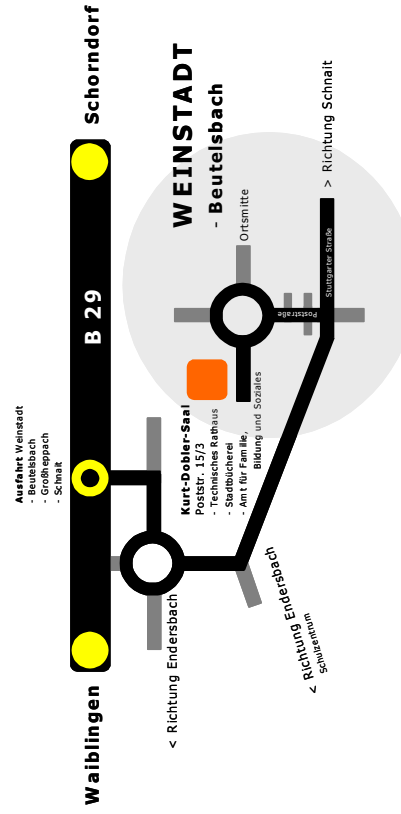 Ausfahrt Weinstadt
- Beutelsbach
- Großheppach
- Schnait
Waiblingen
B 29
Schorndorf
WEINSTADT
- Beutelsbach
Ortsmitte
Kurt-Dobler-Saal
Poststr. 15/3
- Technisches Rathaus
- Stadtbücherei
- Amt für Familie,
Bildung und Soziales
Poststraße
Stuttgarter Straße
> Richtung Schnait
< Richtung Endersbach
< Richtung Endersbach
Schulzentrum